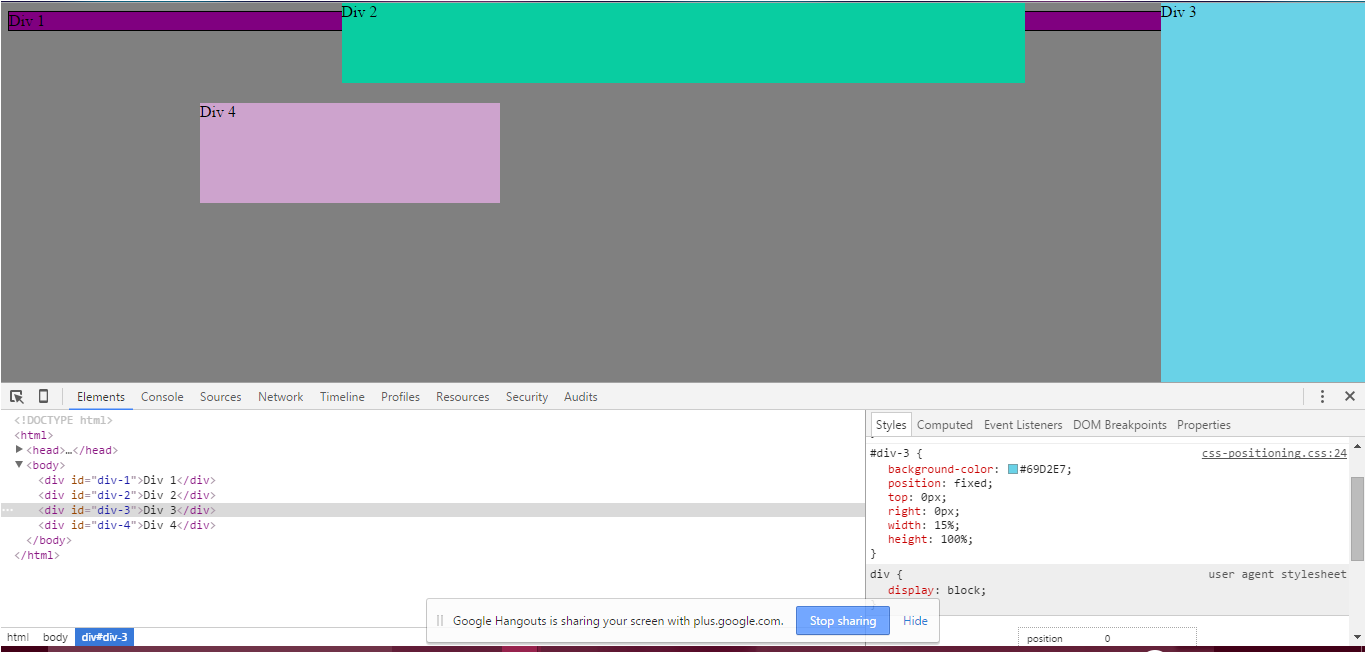 Div 1
Div 2
Div 3
Div 4
Elements Console Sources Network Timeline Profiles Resources Security Audits
<!DOCTYPE html>
<html>
<head>…</head>
<body>
<div id="div-1">Div 1</div>
<div id="div-2">Div 2</div>
<div id="div-3">Div 3</div>
<div id="div-4">Div 4</div>
</body>
</html>
html body div#div-3
Styles Computed Event Listeners DOM Breakpoints Properties
}
#div-3 { css-positioning.css:24
background-color: #69D2E7;
position: fixed;
top: 0px;
right: 0px;
width: 15%;
height: 100%;
}
div { user agent stylesheet
display: block;
}
position 0
Google Hangouts is sharing your screen with plus.google.com. Stop sharing Hide